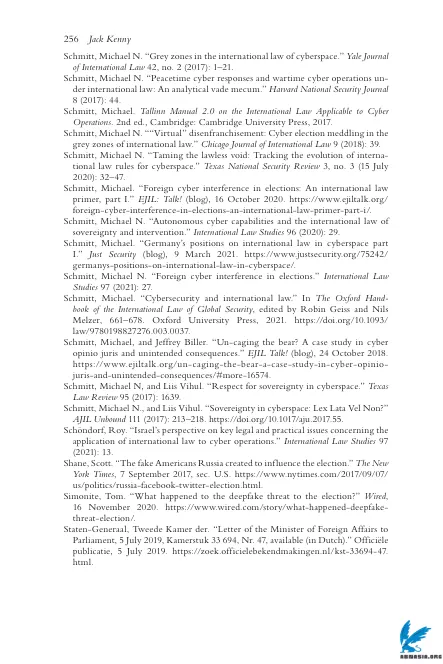 256 Jack Kenny
Schmitt, Michael N. “Grey zones in the international law of cyberspace.” Yale Journal
of International Law 42, no. 2 (2017): 1–21.
Schmitt, Michael N. “Peacetime cyber responses and wartime cyber operations un-
der international law: An analytical vade mecum.” Harvard National Security Journal
8 (2017): 44.
Schmitt, Michael. Tallinn Manual 2.0 on the International Law Applicable to Cyber
Operations. 2nd ed., Cambridge: Cambridge University Press, 2017.
Schmitt, Michael N. ““Virtual” disenfranchisement: Cyber election meddling in the
grey zones of international law.” Chicago Journal of International Law 9 (2018): 39.
Schmitt, Michael N. “Taming the lawless void: Tracking the evolution of interna-
tional law rules for cyberspace.” Texas National Security Review 3, no. 3 (15 July
2020): 32–47.
Schmitt, Michael. “Foreign cyber interference in elections: An international law
primer, part I.” EJIL: Talk! (blog), 16 October 2020. https://www.ejiltalk.org/
foreign-cyber-interference-in-elections-an-international-law-primer-part-i/.
Schmitt, Michael N. “Autonomous cyber capabilities and the international law of
sovereignty and intervention.” International Law Studies 96 (2020): 29.
Schmitt, Michael. “Germany’s positions on international law in cyberspace part
I.” Just Security (blog), 9 March 2021. https://www.justsecurity.org/75242/
germanys-positions-on-international-law-in-cyberspace/.
Schmitt, Michael N. “Foreign cyber interference in elections.” International Law
Studies 97 (2021): 27.
Schmitt, Michael. “Cybersecurity and international law.” In The Oxford Hand-
book of the International Law of Global Security, edited by Robin Geiss and Nils
Melzer, 661–678. Oxford University Press, 2021. https://doi.org/10.1093/
law/9780198827276.003.0037.
Schmitt, Michael, and Jeffrey Biller. “Un-caging the bear? A case study in cyber
opinio juris and unintended consequences.” EJIL Talk! (blog), 24 October 2018.
https://www.ejiltalk.org/un-caging-the-bear-a-case-study-in-cyber-opinio-
juris-and-unintended-consequences/#more-16574.
Schmitt, Michael N, and Liis Vihul. “Respect for sovereignty in cyberspace.” Texas
Law Review 95 (2017): 1639.
Schmitt, Michael N., and Liis Vihul. “Sovereignty in cyberspace: Lex Lata Vel Non?”
AJIL Unbound 111 (2017): 213–218. https://doi.org/10.1017/aju.2017.55.
Schöndorf, Roy. “Israel’s perspective on key legal and practical issues concerning the
application of international law to cyber operations.” International Law Studies 97
(2021): 13.
Shane, Scott. “The fake Americans Russia created to influence the election.” The New
York Times, 7 September 2017, sec. U.S. https://www.nytimes.com/2017/09/07/
us/politics/russia-facebook-twitter-election.html.
Simonite, Tom. “What happened to the deepfake threat to the election?” Wired,
16 November 2020. https://www.wired.com/story/what-happened-deepfake-
threat-election/.
Staten-Generaal, Tweede Kamer der. “Letter of the Minister of Foreign Affairs to
Parliament, 5 July 2019, Kamerstuk 33 694, Nr. 47, available (in Dutch).” Officiële
publicatie, 5 July 2019. https://zoek.officielebekendmakingen.nl/kst-33694-47.
html.